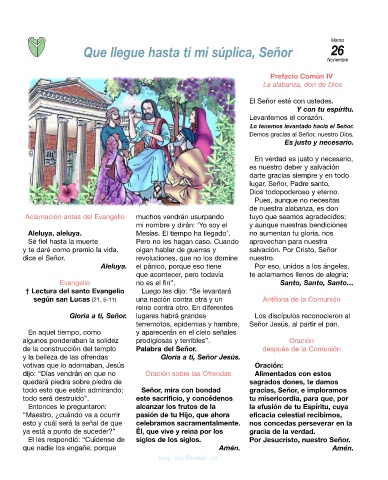 Martes
Que llegue hasta ti mi súplica, Señor
26
Noviembre
Aclamación antes del Evangelio
Aleluya, aleluya.
Sé fiel hasta la muerte
y te daré como premio la vida,
dice el Señor.
Aleluya.
Evangelio
† Lectura del santo Evangelio
según san Lucas (21, 5-11)
Gloria a ti, Señor.
En aquel tiempo, como
algunos ponderaban la solidez
de la construcción del templo
y la belleza de las ofrendas
votivas que lo adornaban, Jesús
dijo: "Días vendrán en que no
quedará piedra sobre piedra de
todo esto que están admirando;
todo será destruido".
Entonces le preguntaron:
"Maestro, ¿cuándo va a ocurrir
esto y cuál será la señal de que
ya está a punto de suceder?"
Él les respondió: "Cuídense de
que nadie los engañe, porque
muchos vendrán usurpando
mi nombre y dirán: 'Yo soy el
Mesías. El tiempo ha llegado'.
Pero no les hagan caso. Cuando
oigan hablar de guerras y
revoluciones, que no los domine
el pánico, porque eso tiene
que acontecer, pero todavía
no es el fin".
Luego les dijo: "Se levantará
una nación contra otra y un
reino contra otro. En diferentes
lugares habrá grandes
terremotos, epidemias y hambre,
y aparecerán en el cielo señales
prodigiosas y terribles".
Palabra del Señor.
Gloria a ti, Señor Jesús.
Oración sobre las Ofrendas
Señor, mira con bondad
este sacrificio, y concédenos
alcanzar los frutos de la
pasión de tu Hijo, que ahora
celebramos sacramentalmente.
Él, que vive y reina por los
siglos de los siglos.
Amén.
Prefacio Común IV
La alabanza, don de Dios
El Señor esté con ustedes.
Y con tu espíritu.
Levantemos el corazón.
Lo tenemos levantado hacia el Señor.
Demos gracias al Señor, nuestro Dios.
Es justo y necesario.
En verdad es justo y necesario,
es nuestro deber y salvación
darte gracias siempre y en todo
lugar, Señor, Padre santo,
Dios todopoderoso y eterno.
Pues, aunque no necesitas
de nuestra alabanza, es don
tuyo que seamos agradecidos;
y aunque nuestras bendiciones
no aumentan tu gloria, nos
aprovechan para nuestra
salvación. Por Cristo, Señor
nuestro.
Por eso, unidos a los ángeles,
te aclamamos llenos de alegría:
Santo, Santo, Santo...
Antífona de la Comunión
Los discípulos reconocieron al
Señor Jesús, al partir el pan.
Oración
después de la Comunión
Oración:
Alimentados con estos
sagrados dones, te damos
gracias, Señor, e imploramos
tu misericordia, para que, por
la efusión de tu Espíritu, cuya
eficacia celestial recibimos,
nos concedas perseverar en la
gracia de la verdad.
Por Jesucristo, nuestro Señor.
Amén.